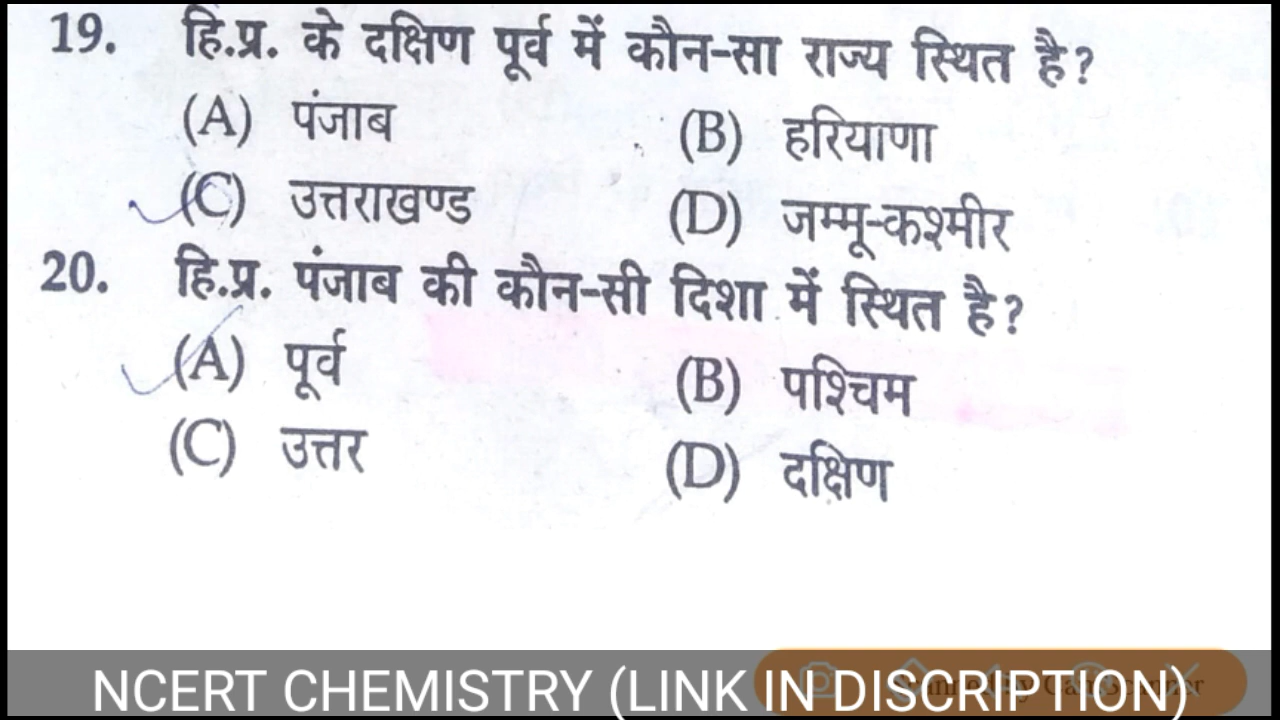 19. हि.प्र. के दक्षिण पूर्व में कौन-सा राज्य स्थित है?
(A) पंजाब (B) हरियाणा
(C) उत्तराखण्ड (D) जम्मू-कश्मीर
20. हि.प्र. पंजाब की कौन-सी दिशा में स्थित है?
(A) पूर्व (B) पश्चिम
(C) उत्तर (D) दक्षिण
NCERT CHEMISTRY (LINK IN DISCRIPTION)